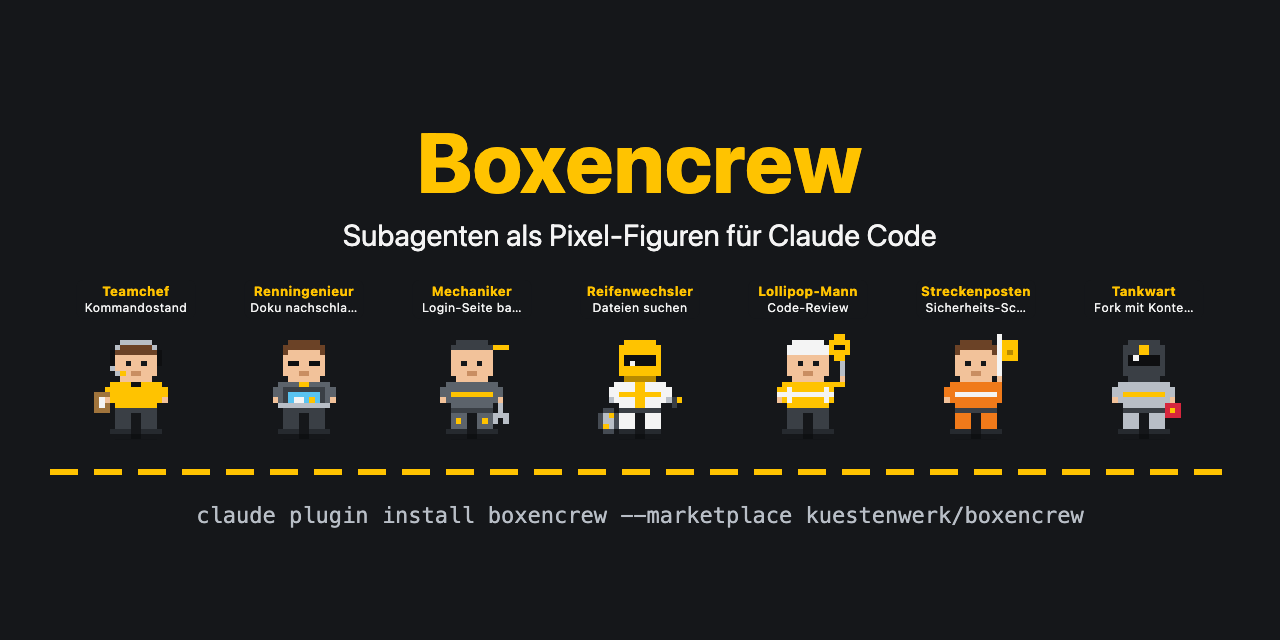 Boxencrew
Subagenten als Pixel-Figuren für Claude Code
Teamchef
Kommandostand
Renningenieur
Doku nachschla…
Mechaniker
Login-Seite ba…
Reifenwechsler
Dateien suchen
Lollipop-Mann
Code-Review
Streckenposten
Sicherheits-Sc…
Tankwart
Fork mit Konte…
claude plugin install boxencrew --marketplace kuestenwerk/boxencrew